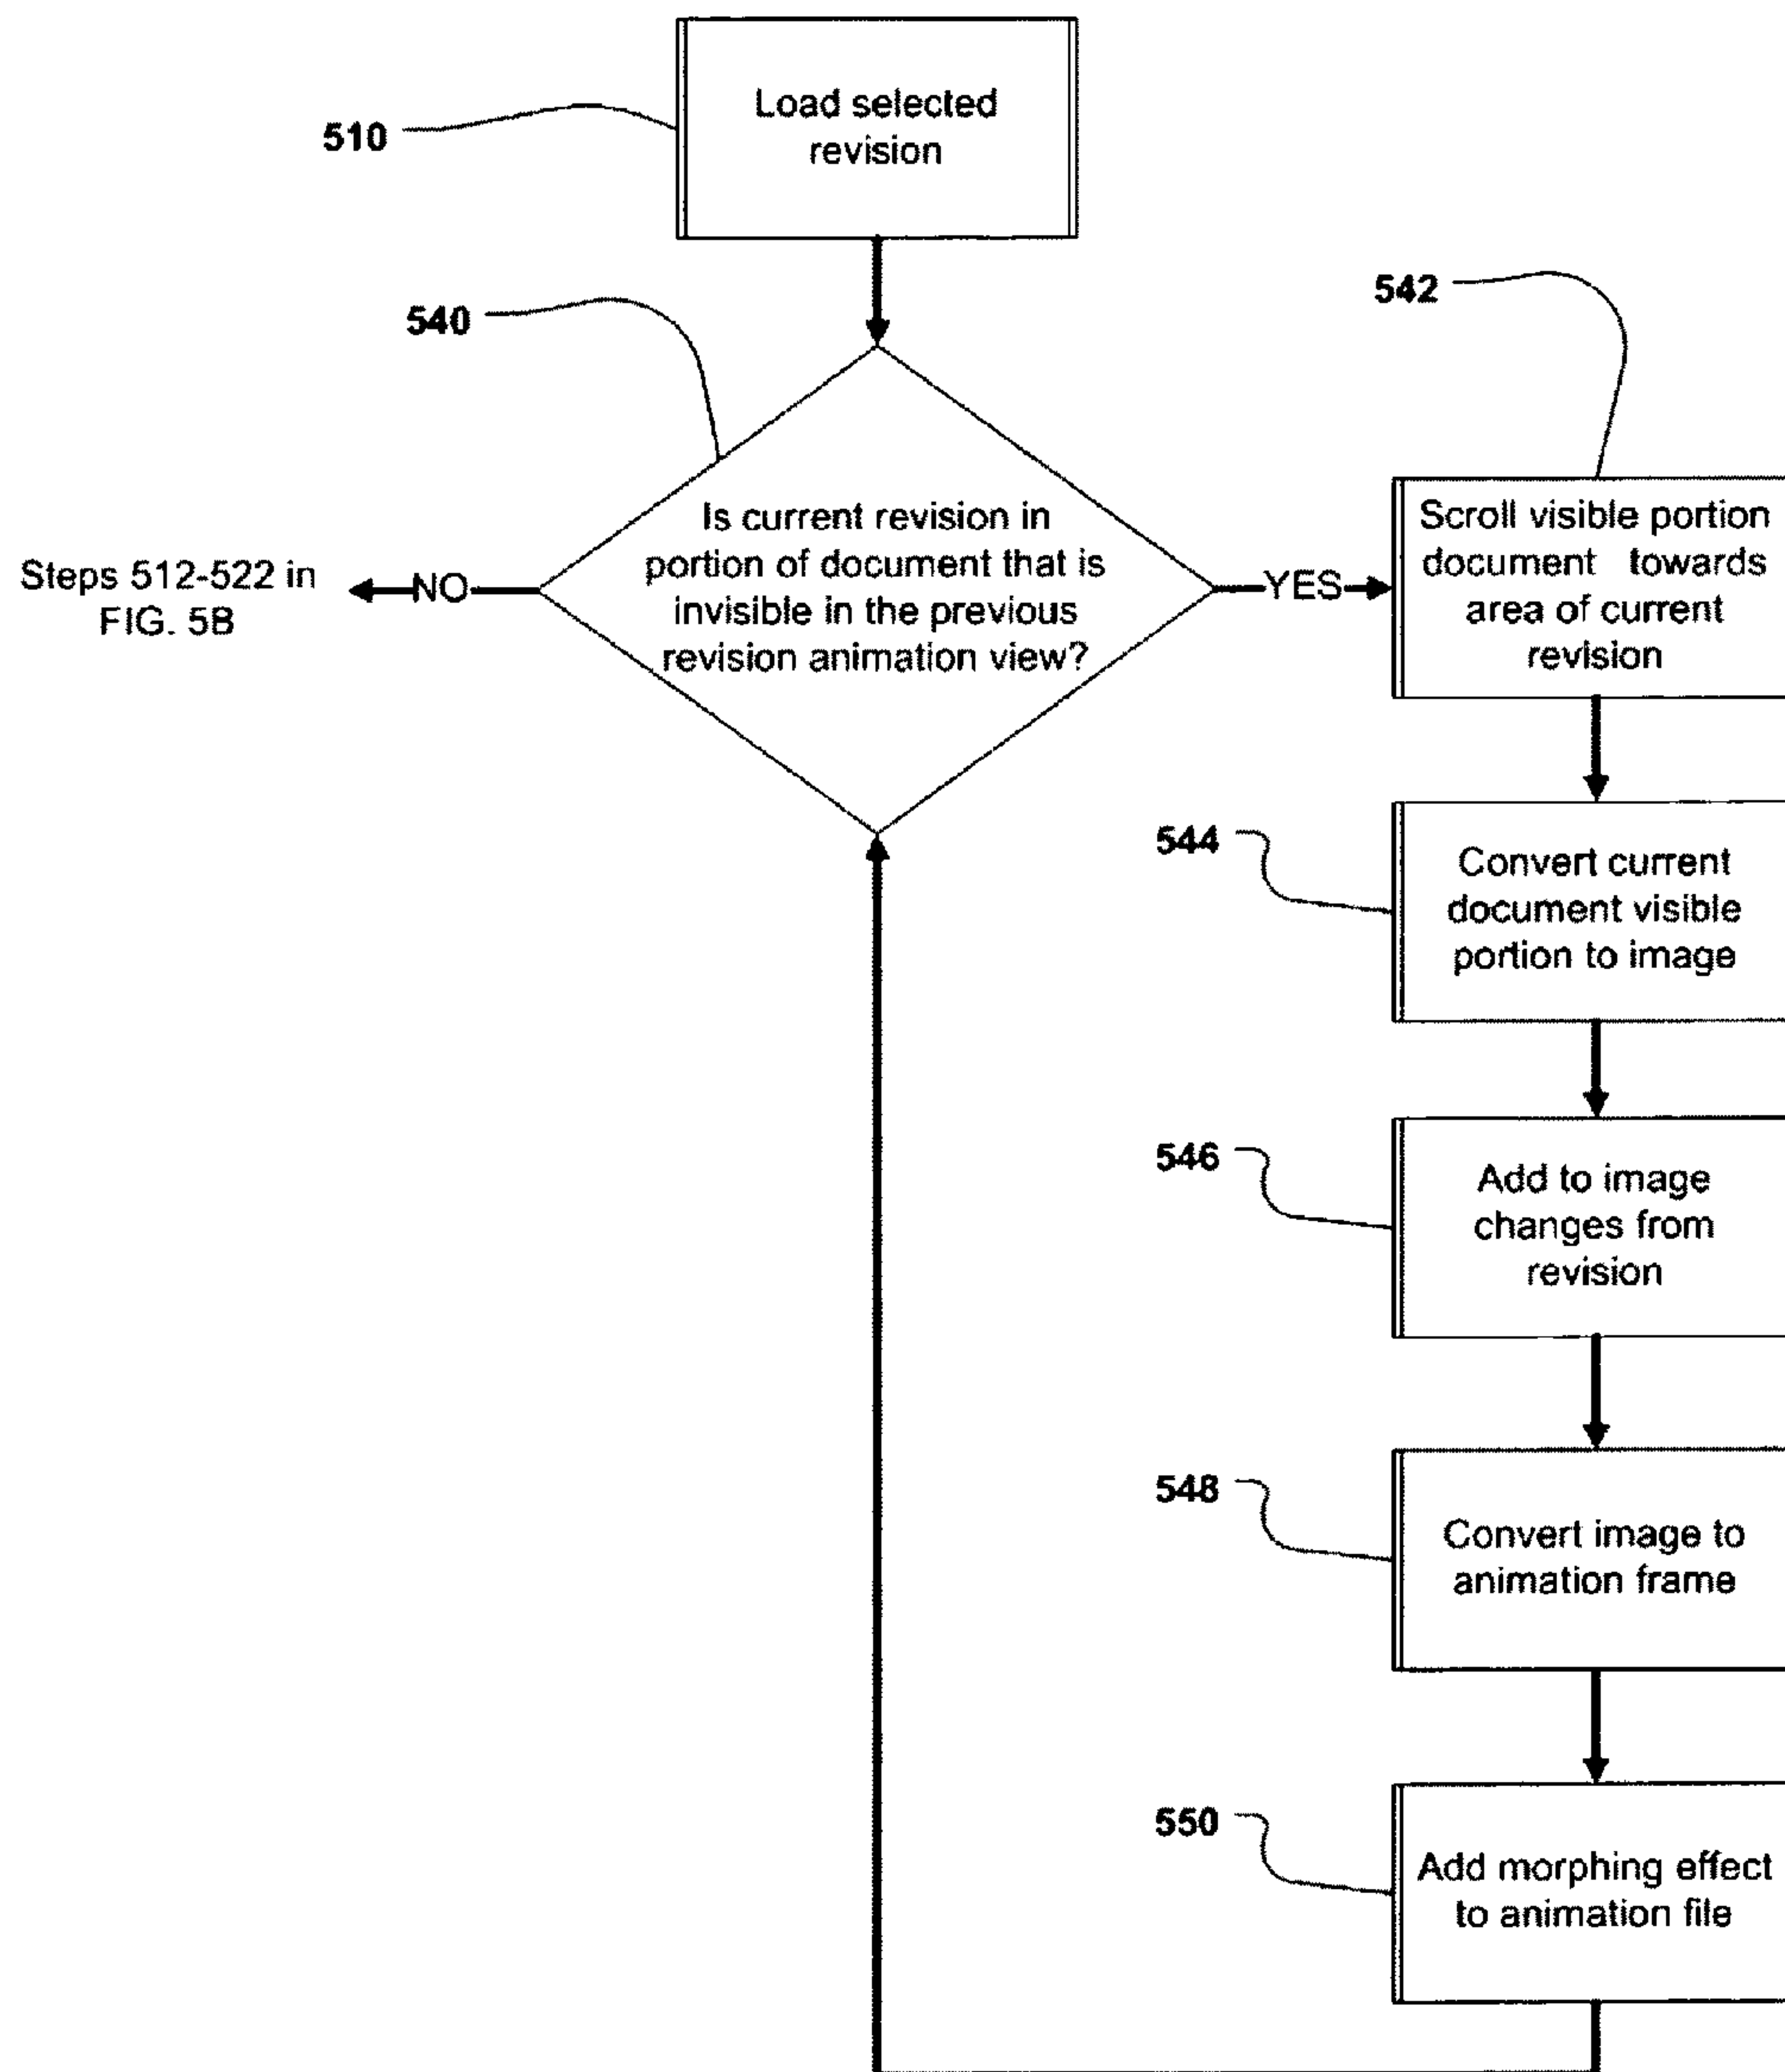 Load selected
revision
510
540
542
Is current revision in
portion of document that is
invisible in the previous
revision animation view?
Steps 512-522 in
FIG. 5B
NO
YES
Scroll visible portion
document towards
area of current
revision
544
Convert current
document visible
portion to image
546
Add to image
changes from
revision
548
Convert image to
animation frame
550
Add morphing effect
to animation file